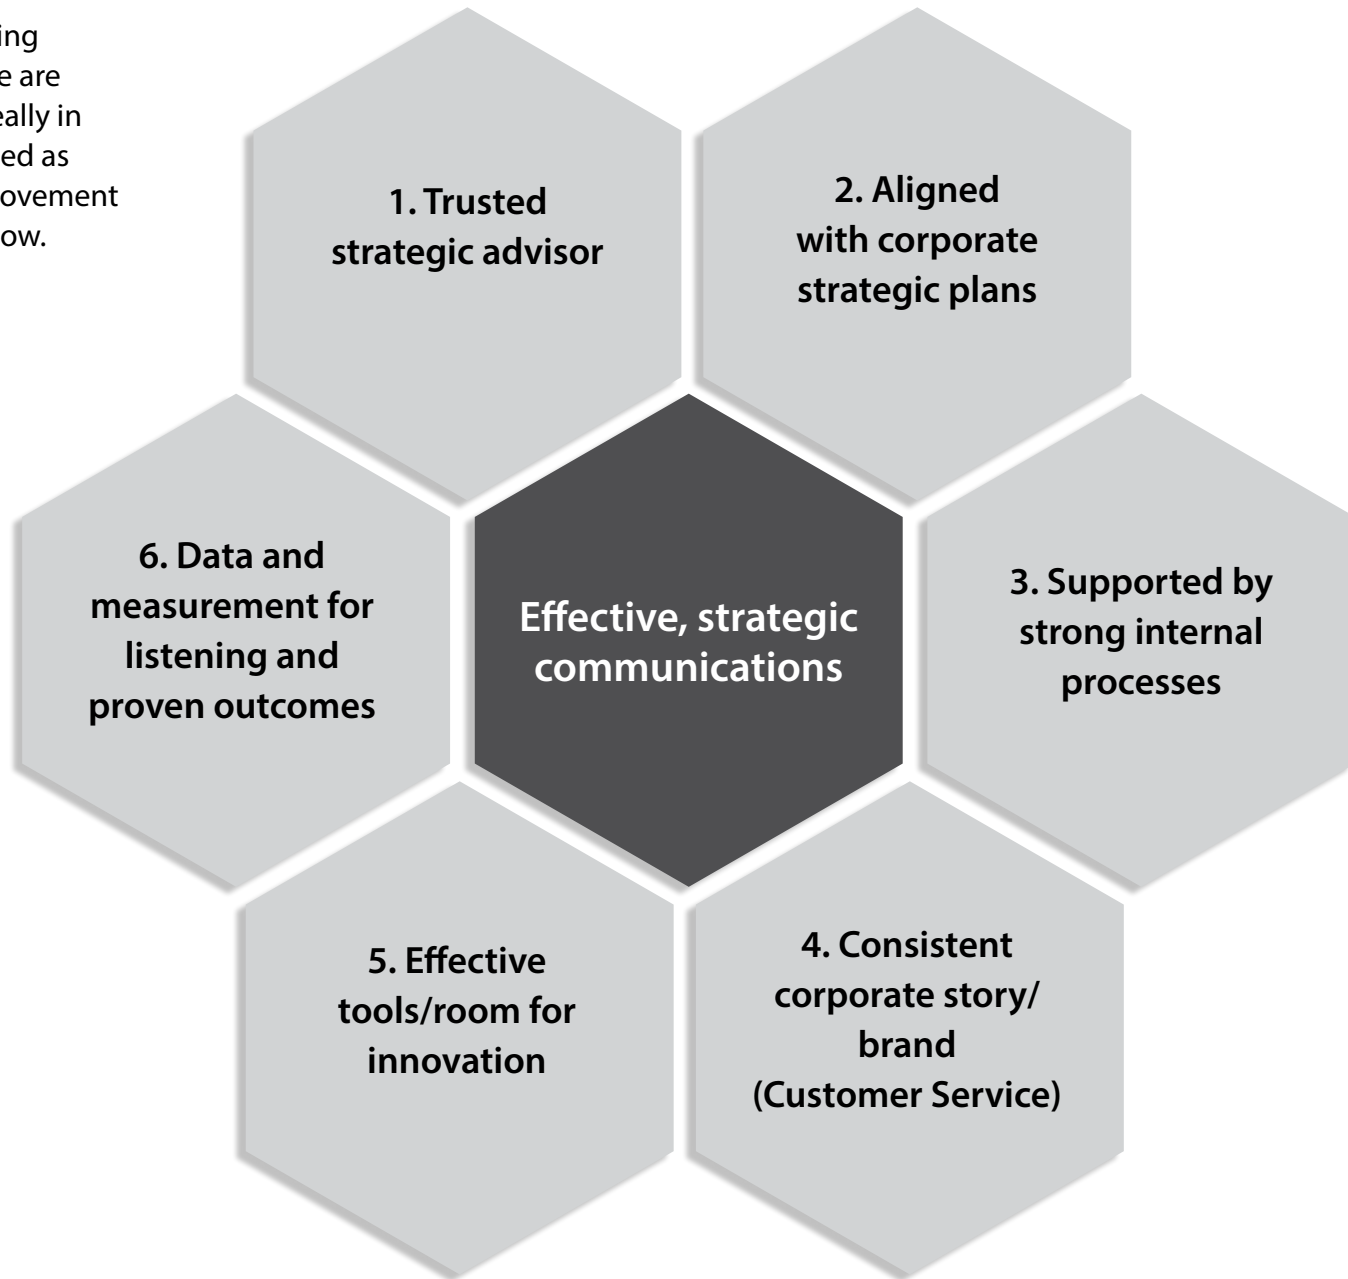 ing
e are
eally in
ed as
ovement
ow.
1. Trusted
strategic advisor
2. Aligned
with corporate
strategic plans
3. Supported by
strong internal
processes
4. Consistent
corporate story/
brand
(Customer Service)
5. Effective
tools/room for
innovation
6. Data and
measurement for
listening and
proven outcomes
Effective, strategic
communications